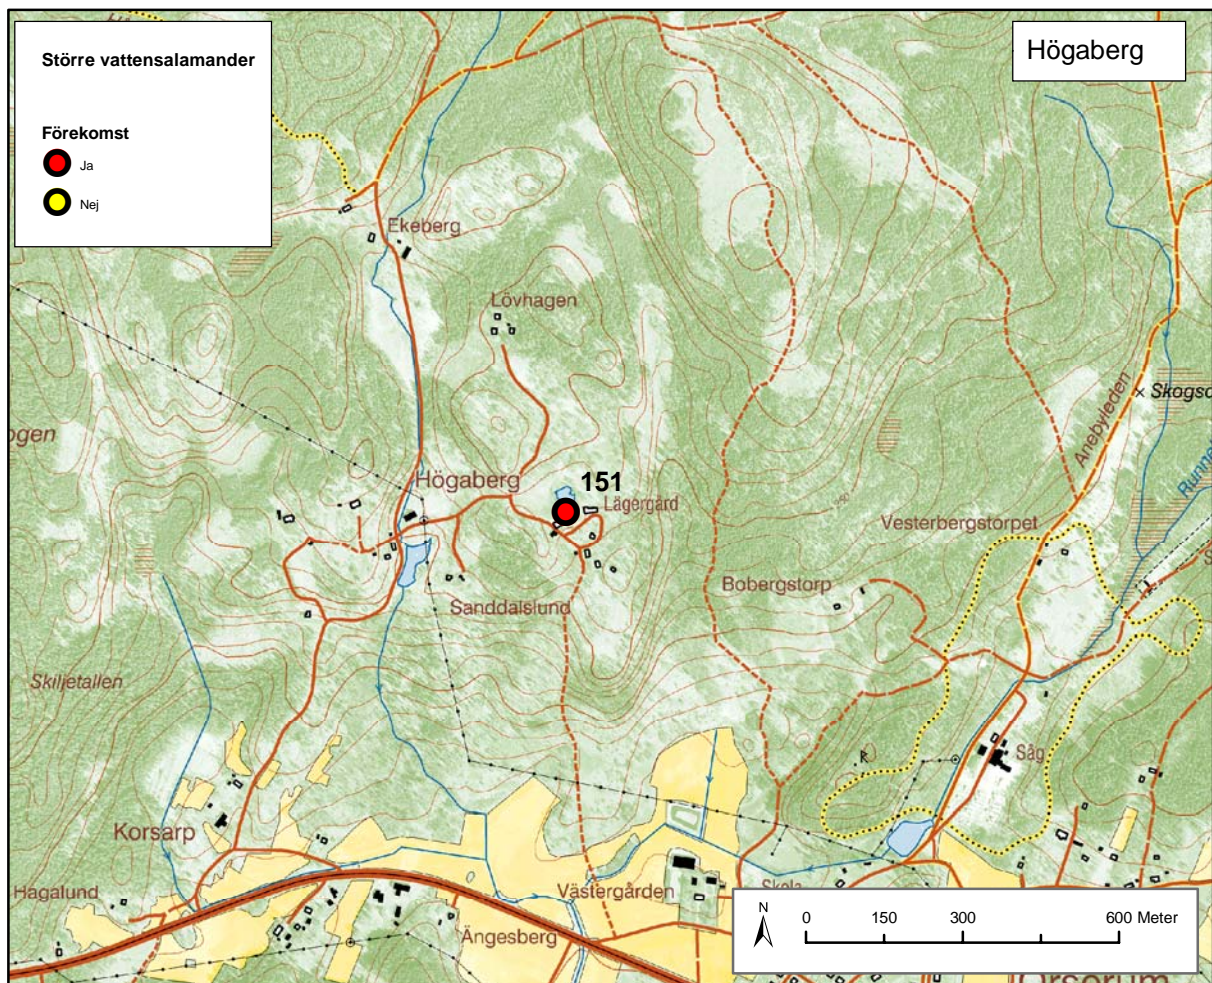 Större vattensalamander
Högaberg
Förekomst
Ja
Nej
Ekeberg
Lövhagen
Anebyleden
ogen
Högaberg
151
Lägergård
Vesterbergstorpet
Bobergstorp
Sanddalslund
Skiljetallen
R
Såg
Korsarp
Hagalund
Västergården
Skola
Ängesberg
N
0 150 300 600 Meter